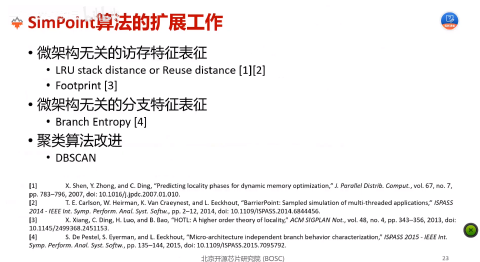 SimPoint算法的扩展工作
• 微架构无关的访存特征表征
• LRU stack distance or Reuse distance [1][2]
• Footprint [3]
• 微架构无关的分支特征表征
• Branch Entropy [4]
• 聚类算法改进
• DBSCAN
[1] X. Shen, Y. Zhong, and C. Ding, “Predicting locality phases for dynamic memory optimization,” J. Parallel Distrib. Comput., vol. 67, no. 7,
pp. 783–796, 2007, doi: 10.1016/j.jpdc.2007.01.010.
[2] T. E. Carlson, W. Heirman, K. Van Craeynest, and L. Eeckhout, “BarrierPoint: Sampled simulation of multi-threaded applications,” ISPASS
2014 - IEEE Int. Symp. Perform. Anal. Syst. Softw., pp. 2–12, 2014, doi: 10.1109/ISPASS.2014.6844456.
[3] X. Xiang, C. Ding, H. Luo, and B. Bao, “HOTL: A higher order theory of locality,” ACM SIGPLAN Not., vol. 48, no. 4, pp. 343–356, 2013, doi:
10.1145/2499368.2451153.
[4] S. De Pestel, S. Eyerman, and L. Eeckhout, “Micro-architecture independent branch behavior characterization,” ISPASS 2015 - IEEE Int.
Symp. Perform. Anal. Syst. Softw., pp. 135–144, 2015, doi: 10.1109/ISPASS.2015.7095792.
北京开源芯片研究院 (BOSC)
23